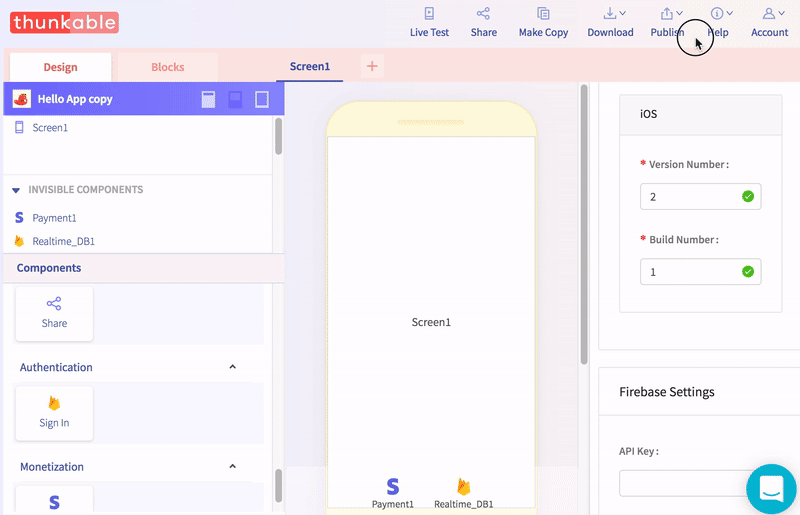 thunkable
Live Test
Share
Make Copy
Download
Publish
Help
Account
Design
Blocks
Screen1
+
Hello App copy
Screen1
INVISIBLE COMPONENTS
Payment1
Realtime_DB1
Components
Share
Authentication
Sign In
Monetization
Screen1
Payment1
Realtime_DB1
iOS
* Version Number :
2
* Build Number :
1
Firebase Settings
API Key :